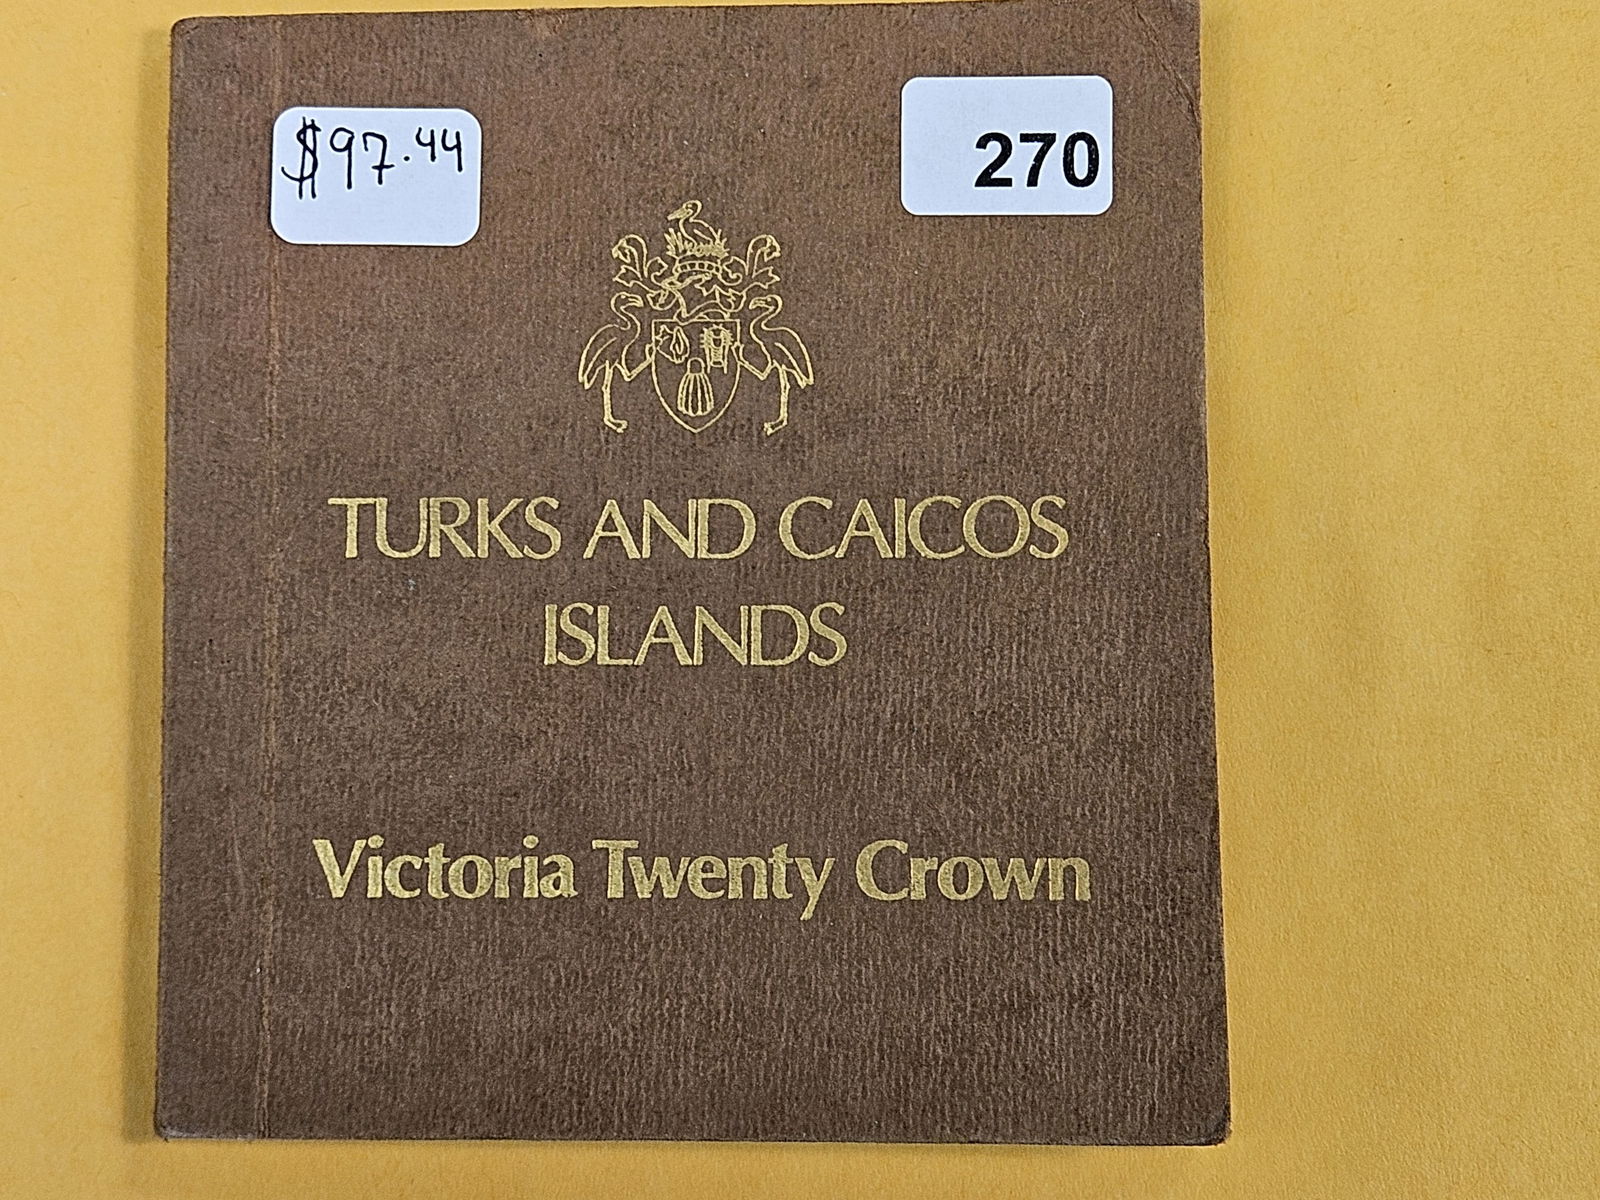 $97.44
270
TURKS AND CAICOS
ISLANDS
Victoria Twenty Crown